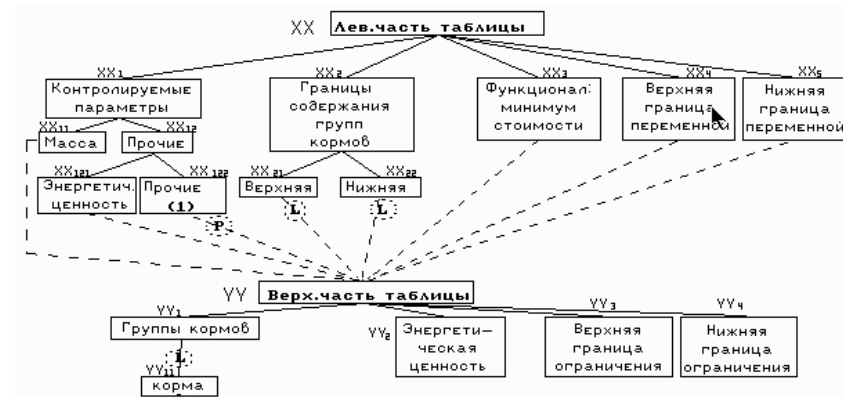 XX Лев.часть таблицы
XX1 XX2 XX3 XX4 XX5
Контролируемые
параметры
Границы
содержания
групп
кормов
Функционал:
минимум
стоимости
Верхняя
граница
переменной
Нижняя
граница
переменной
XX11 XX12
Масса Прочие
XX121 XX122 XX21 XX22
Энергетич.
ценность
Прочие
(1)
Верхняя Нижняя
P L L
YY Верх.часть таблицы
YY1 YY2 YY3 YY4
Группы кормов
Энергети-
ческая
ценность
Верхняя
граница
ограничения
Нижняя
граница
ограничения
L
YY11
корма